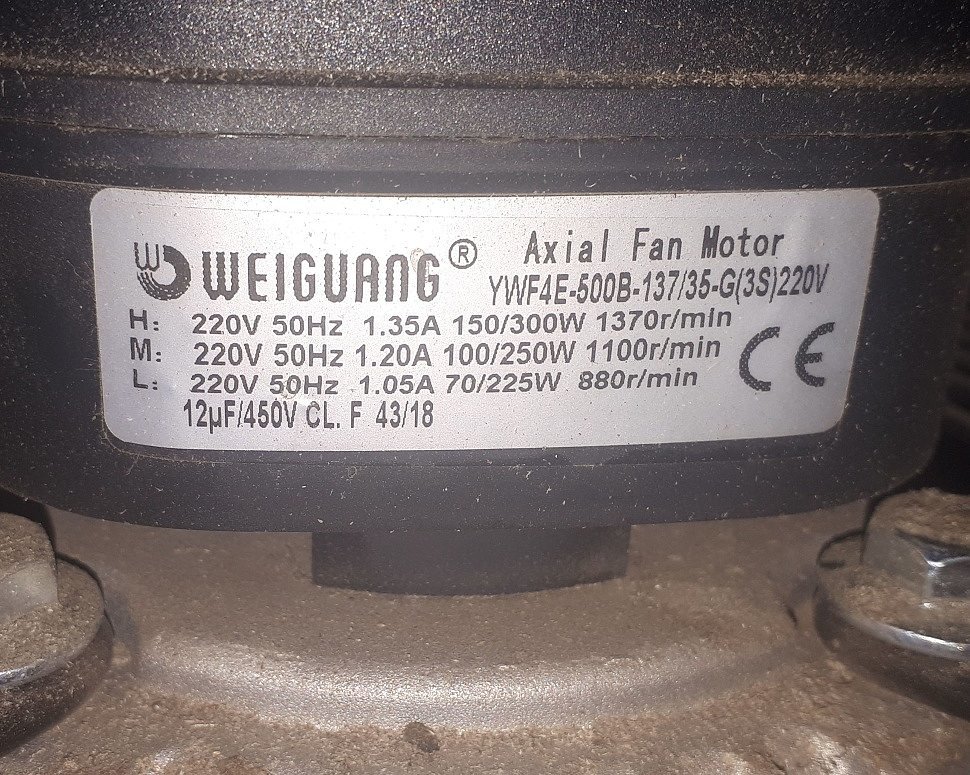 WEIGUANG® Axial Fan Motor
YWF4E-500B-137/35-G(3S)220V
H: 220V 50Hz 1.35A 150/300W 1370r/min
M: 220V 50Hz 1.20A 100/250W 1100r/min
L: 220V 50Hz 1.05A 70/225W 880r/min
CE
12µF/450V CL. F 43/18